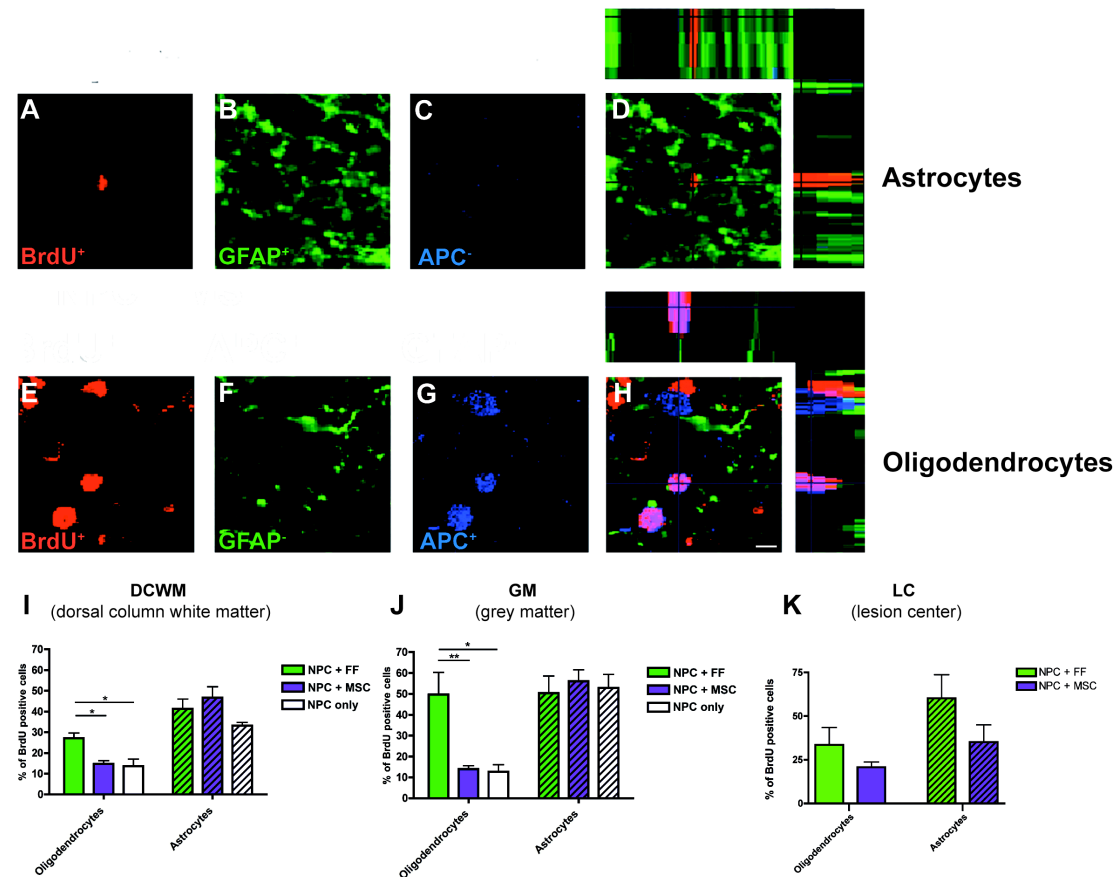 A
B
C
D
BrdU⁺
GFAP⁺
APC⁻
Astrocytes
E
F
G
H
BrdU⁺
GFAP⁻
APC⁺
Oligodendrocytes
I
DCWM
(dorsal column white matter)
% of BrdU positive cells
70
60
50
40
30
20
10
0
*
*
NPC + FF
NPC + MSC
NPC only
Oligodendrocytes
Astrocytes
J
GM
(grey matter)
% of BrdU positive cells
70
60
50
40
30
20
10
0
*
**
NPC + FF
NPC + MSC
NPC only
Oligodendrocytes
Astrocytes
K
LC
(lesion center)
% of BrdU positive cells
75
50
25
0
NPC + FF
NPC + MSC
Oligodendrocytes
Astrocytes